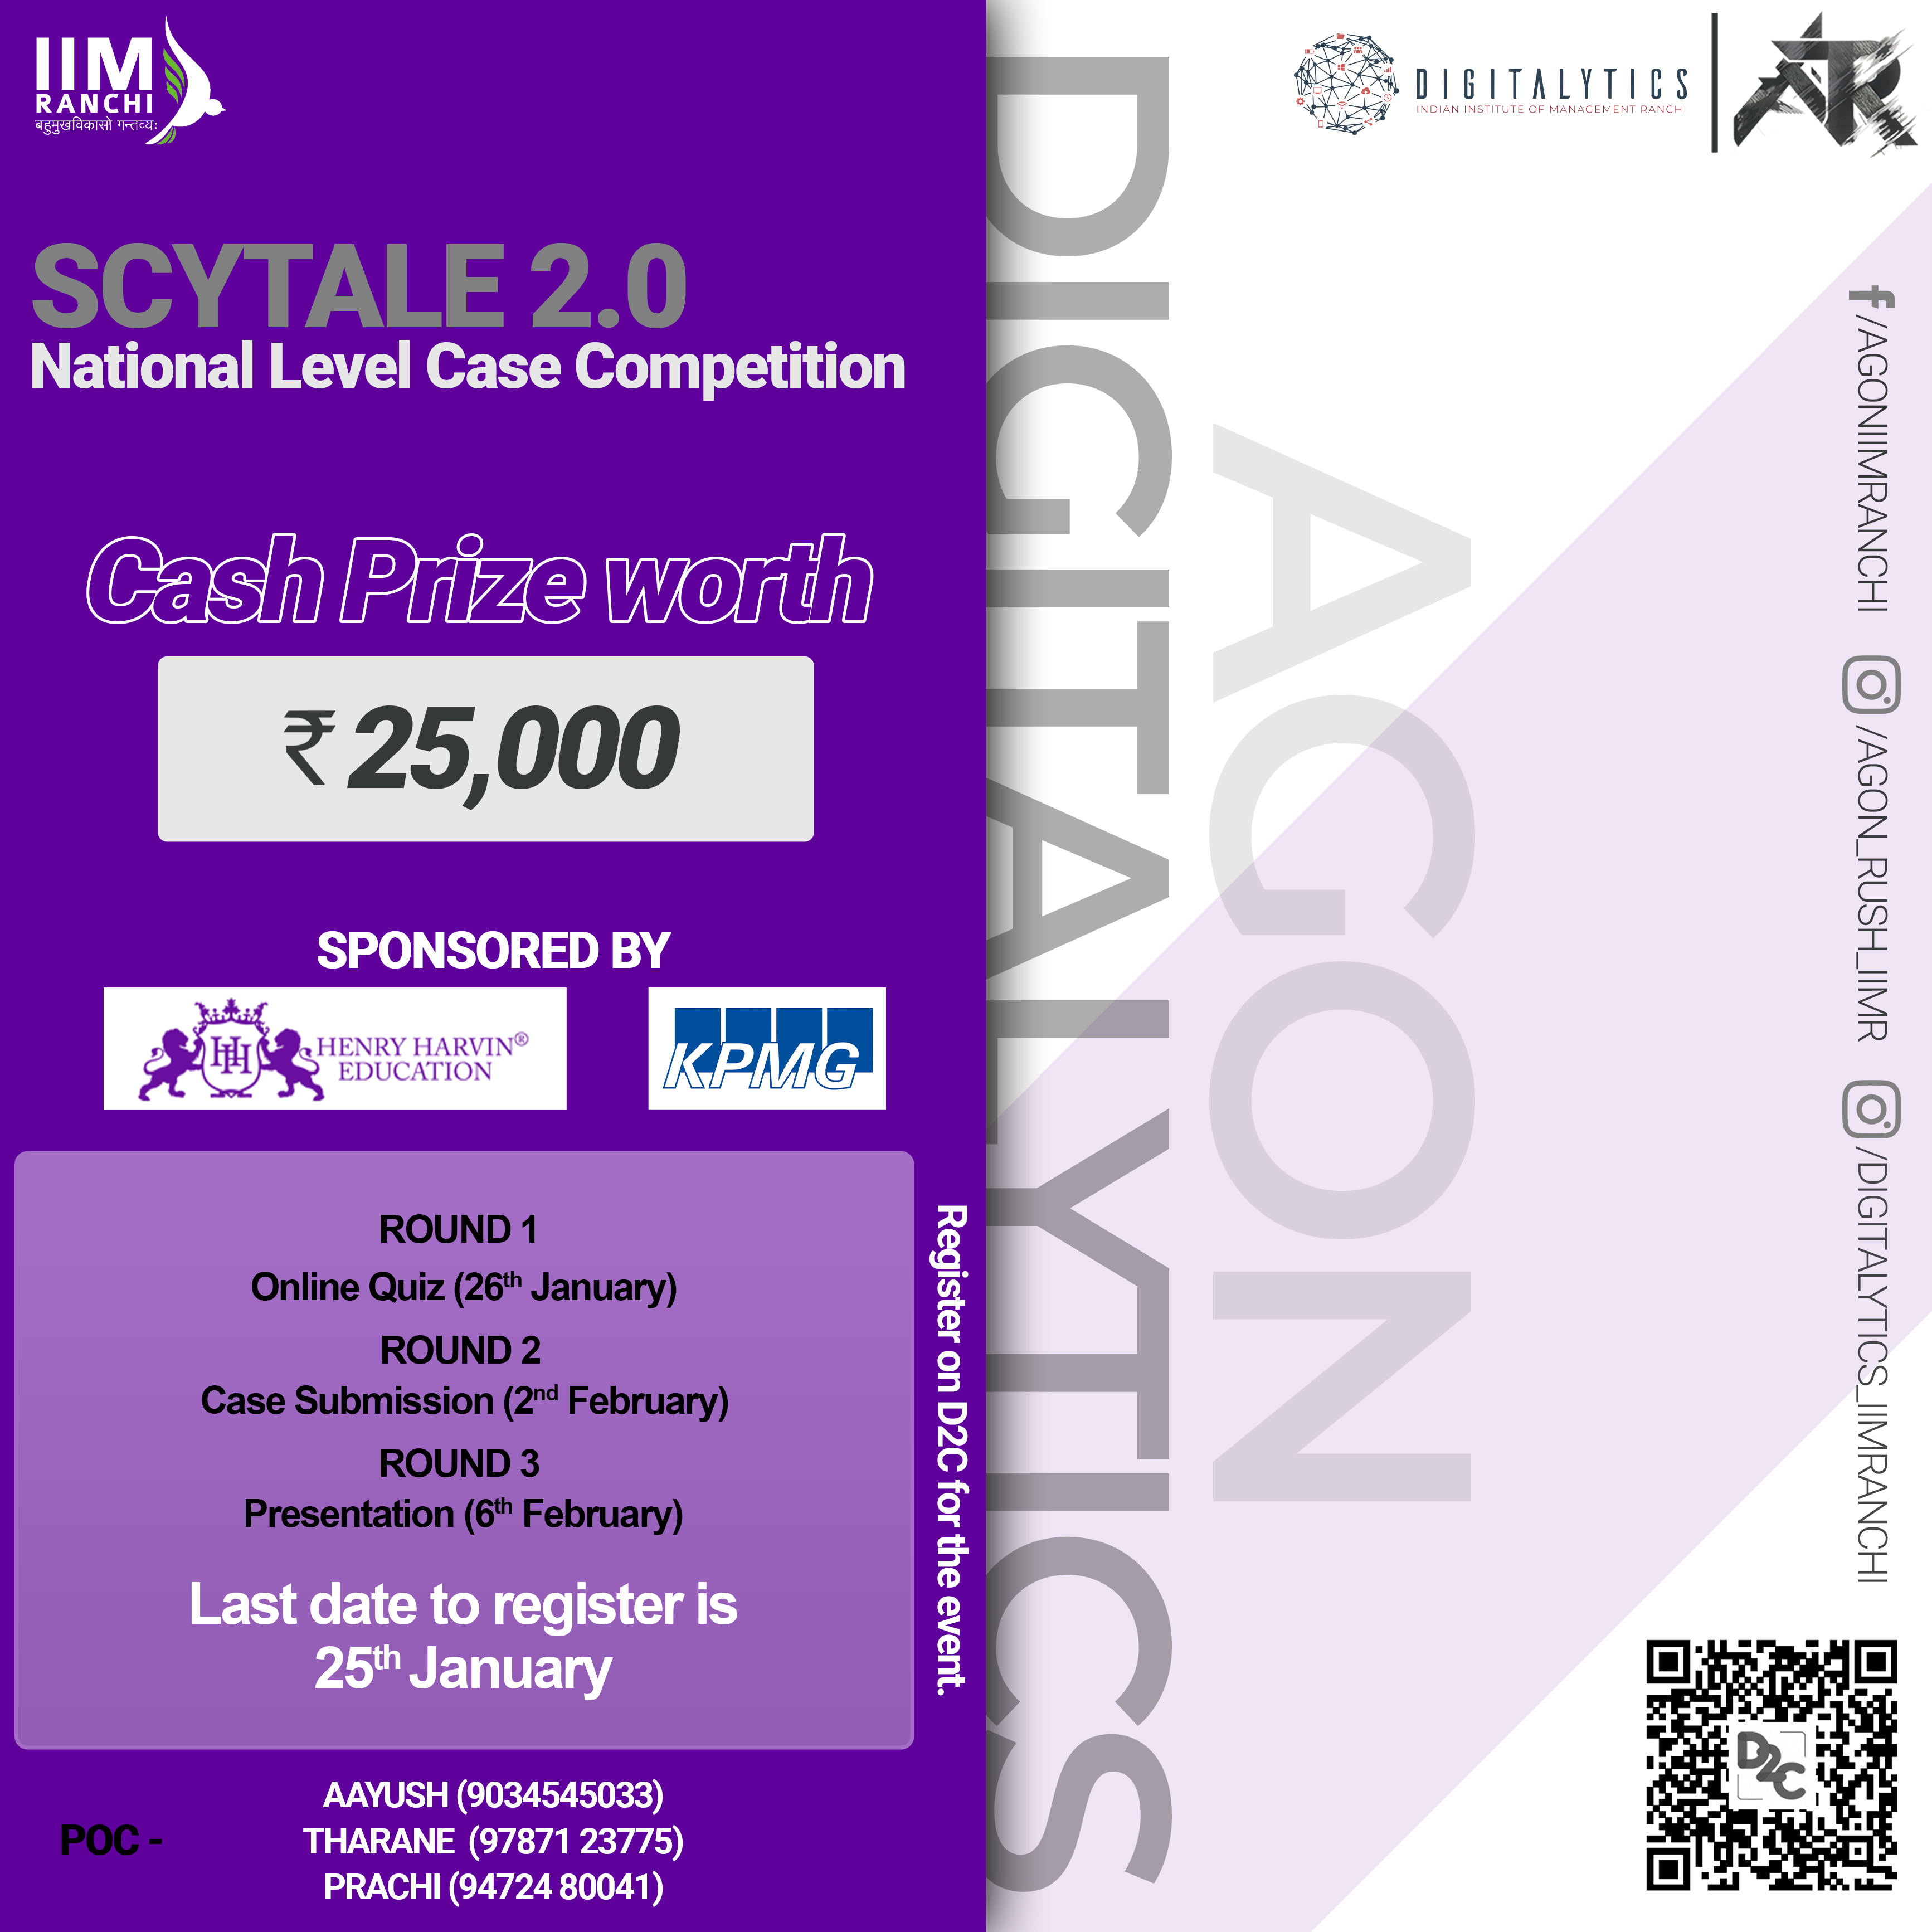 IIM
RANCHI
बहुमुखविकासो गन्तव्यः
DIGITALYTICS
INDIAN INSTITUTE OF MANAGEMENT RANCHI
AR
SCYTALE 2.0
National Level Case Competition
Cash Prize worth
₹ 25,000
SPONSORED BY
HENRY HARVIN®
EDUCATION
KPMG
ROUND 1
Online Quiz (26th January)
ROUND 2
Case Submission (2nd February)
ROUND 3
Presentation (6th February)
Last date to register is
25th January
Register on D2C for the event.
POC -
AAYUSH (9034545033)
THARANE (97871 23775)
PRACHI (94724 80041)
DIGITALYTICS
AGON
/AGONIIMRANCHI
/AGON_RUSH_IIMR
/DIGITALYTICS_IIMRANCHI
D2C